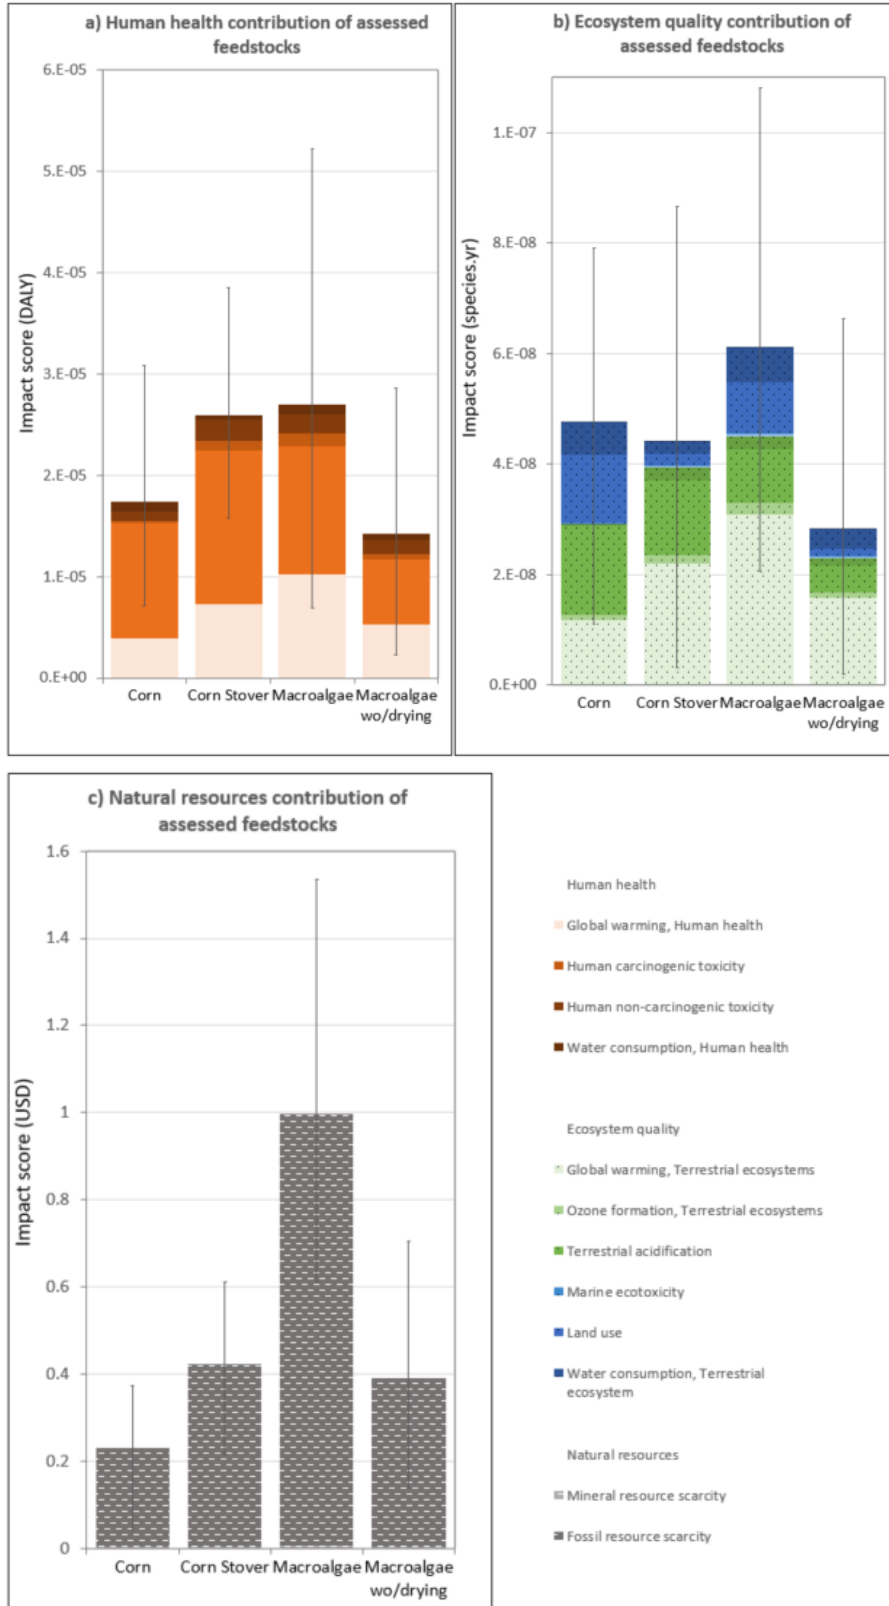 a) Human health contribution of assessed
feedstocks
6.E-05
5.E-05
4.E-05
3.E-05
2.E-05
1.E-05
0.E+00
Impact score (DALY)
Corn
Corn Stover
Macroalgae
Macroalgae
wo/drying
b) Ecosystem quality contribution of
assessed feedstocks
1.E-07
8.E-08
6.E-08
4.E-08
2.E-08
0.E+00
Impact score (species.yr)
Corn
Corn Stover
Macroalgae
Macroalgae
wo/drying
c) Natural resources contribution of
assessed feedstocks
1.6
1.4
1.2
1
0.8
0.6
0.4
0.2
0
Impact score (USD)
Corn
Corn Stover
Macroalgae
Macroalgae
wo/drying
Human health
Global warming, Human health
Human carcinogenic toxicity
Human non-carcinogenic toxicity
Water consumption, Human health
Ecosystem quality
Global warming, Terrestrial ecosystems
Ozone formation, Terrestrial ecosystems
Terrestrial acidification
Marine ecotoxicity
Land use
Water consumption, Terrestrial
ecosystem
Natural resources
Mineral resource scarcity
Fossil resource scarcity